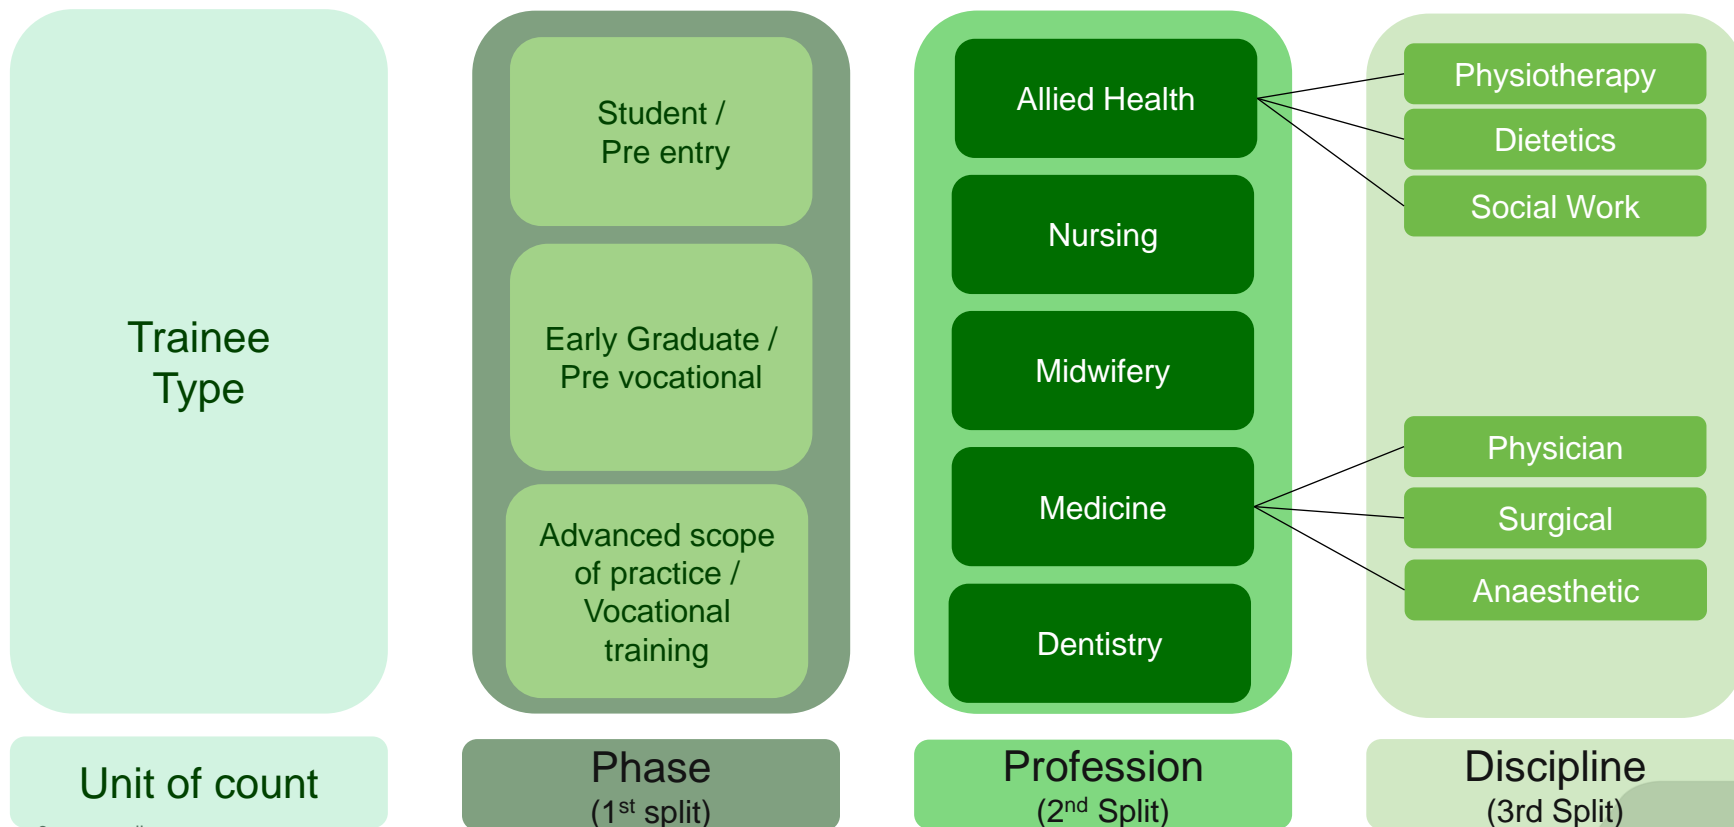 Trainee
Type
Student /
Pre entry
Early Graduate /
Pre vocational
Advanced scope
of practice /
Vocational
training
Allied Health
Nursing
Midwifery
Medicine
Dentistry
Physiotherapy
Dietetics
Social Work
Physician
Surgical
Anaesthetic
Unit of count
Phase
(1st split)
Profession
(2nd Split)
Discipline
(3rd Split)